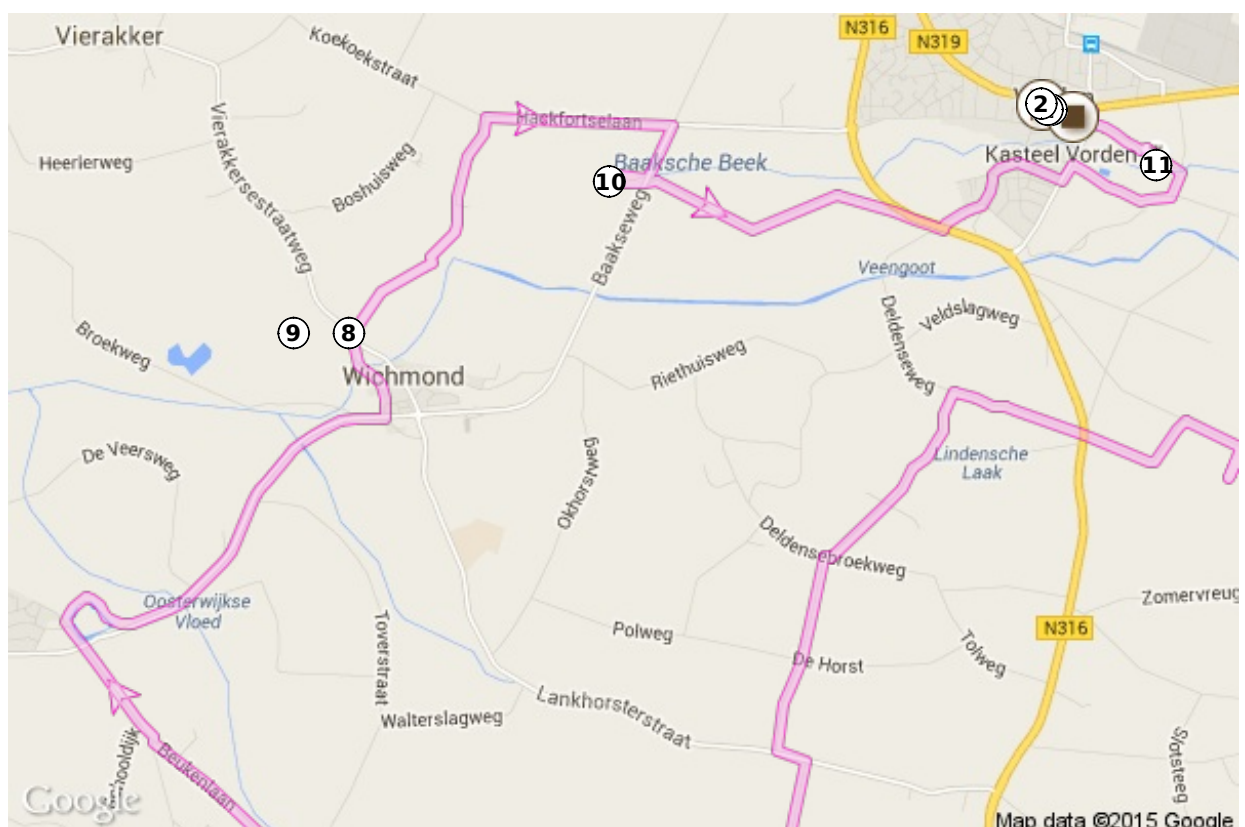 Vierakker
Koekoekstraat
N316
N319
2
Hackfortselaan
Vierakkersestraatweg
Heerlerweg
Boshuisweg
Baaksche Beek
10
Kasteel Vorden
11
Baakseweg
Veengoot
Deldenseweg
Veldslagweg
9
8
Broekweg
Wichmond
Riethuisweg
De Veersweg
Okhorstweg
Lindensche
Laak
Deldensebroekweg
Oosterwijkse
Vloed
Zomervreug
Toverstraat
Polweg
N316
De Horst
Tolweg
Lankhorsterstraat
Walterslagweg
Slotsteeg
Beukenlaan
Google
Map data ©2015 Google